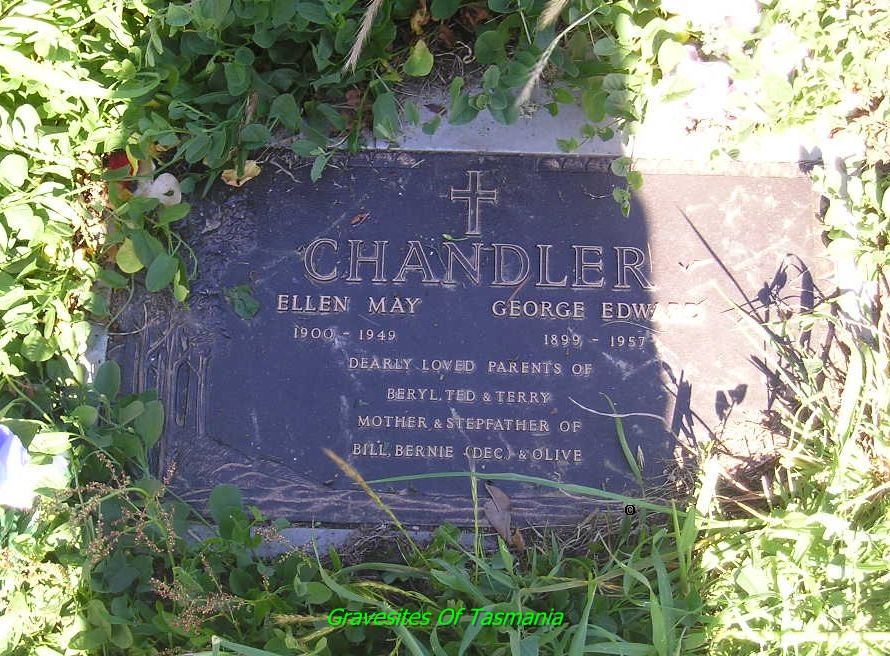 CHANDLER
ELLEN MAY GEORGE EDWARD
1900 - 1949 1899 - 1957
DEARLY LOVED PARENTS OF
BERYL, TED & TERRY
MOTHER & STEPFATHER OF
BILL, BERNIE (DEC.) & OLIVE
Gravesites Of Tasmania